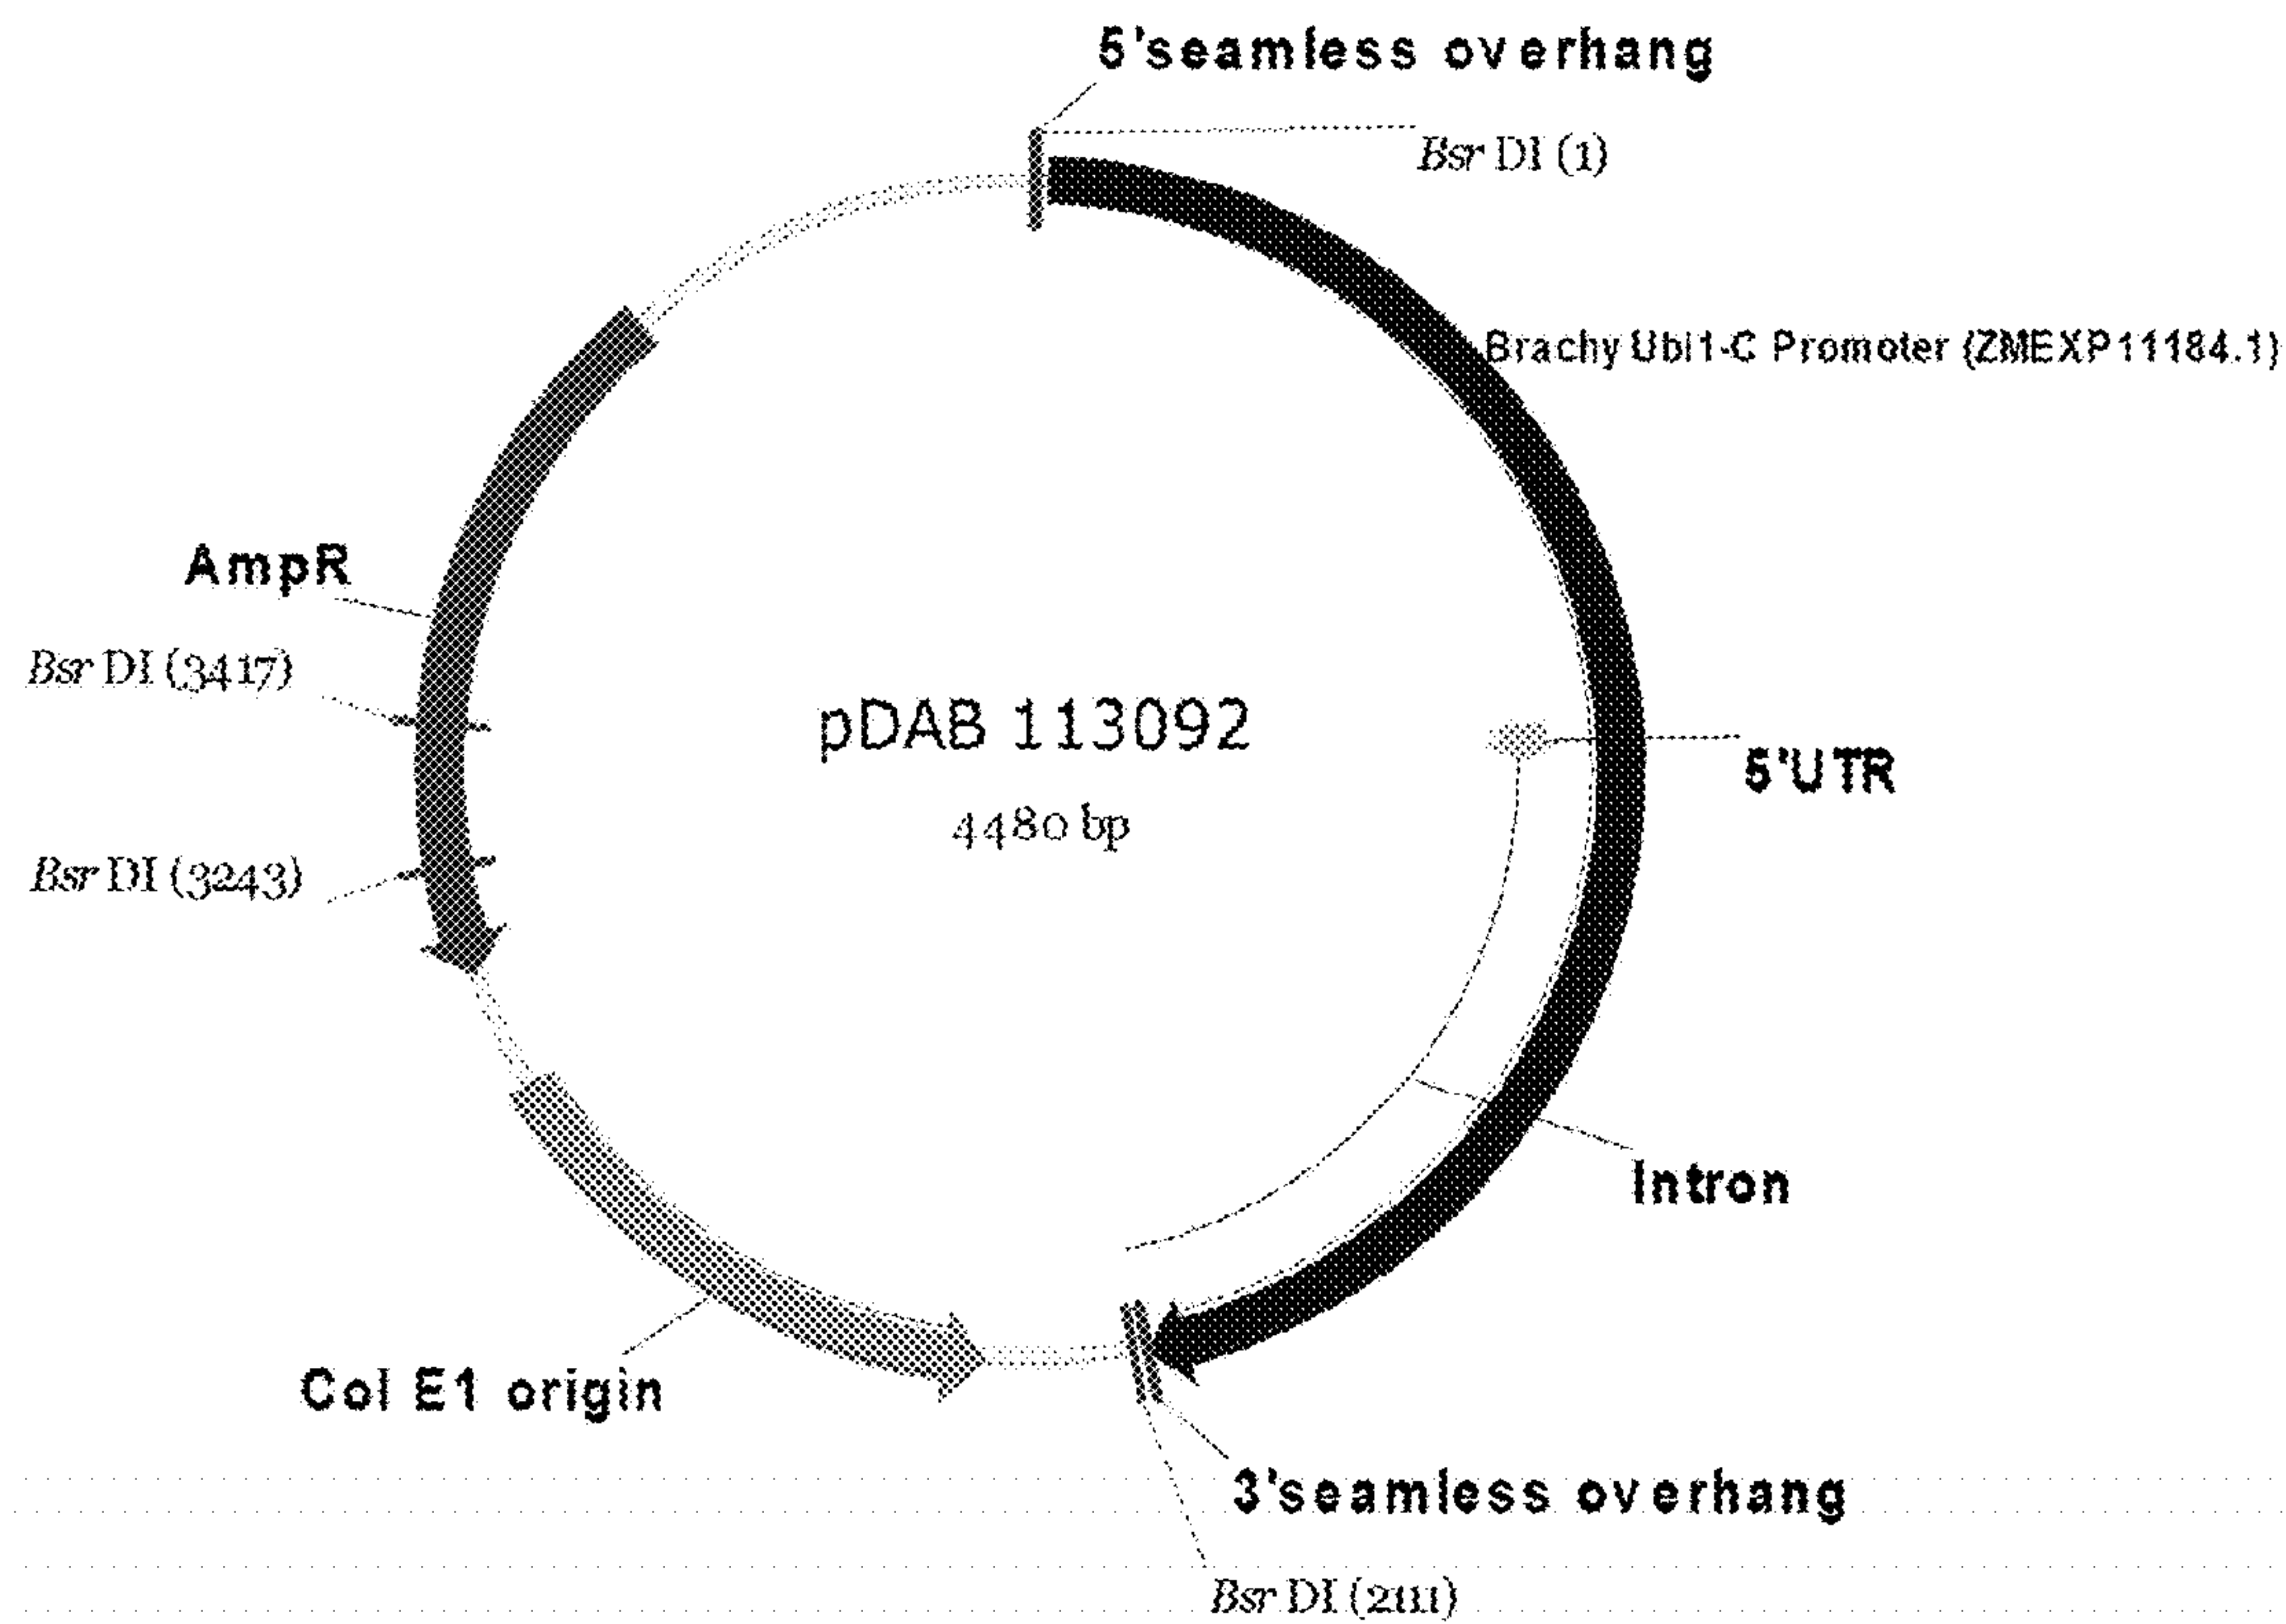 5'seamless overhang
Bsr DI (1)
Brachy Ubi1-C Promoter (ZMEXP11184.1)
AmpR
Bsr DI (3417)
pDAB 113092
4480 bp
5'UTR
Bsr DI (3243)
Intron
Col E1 origin
3'seamless overhang
Bsr DI (2111)